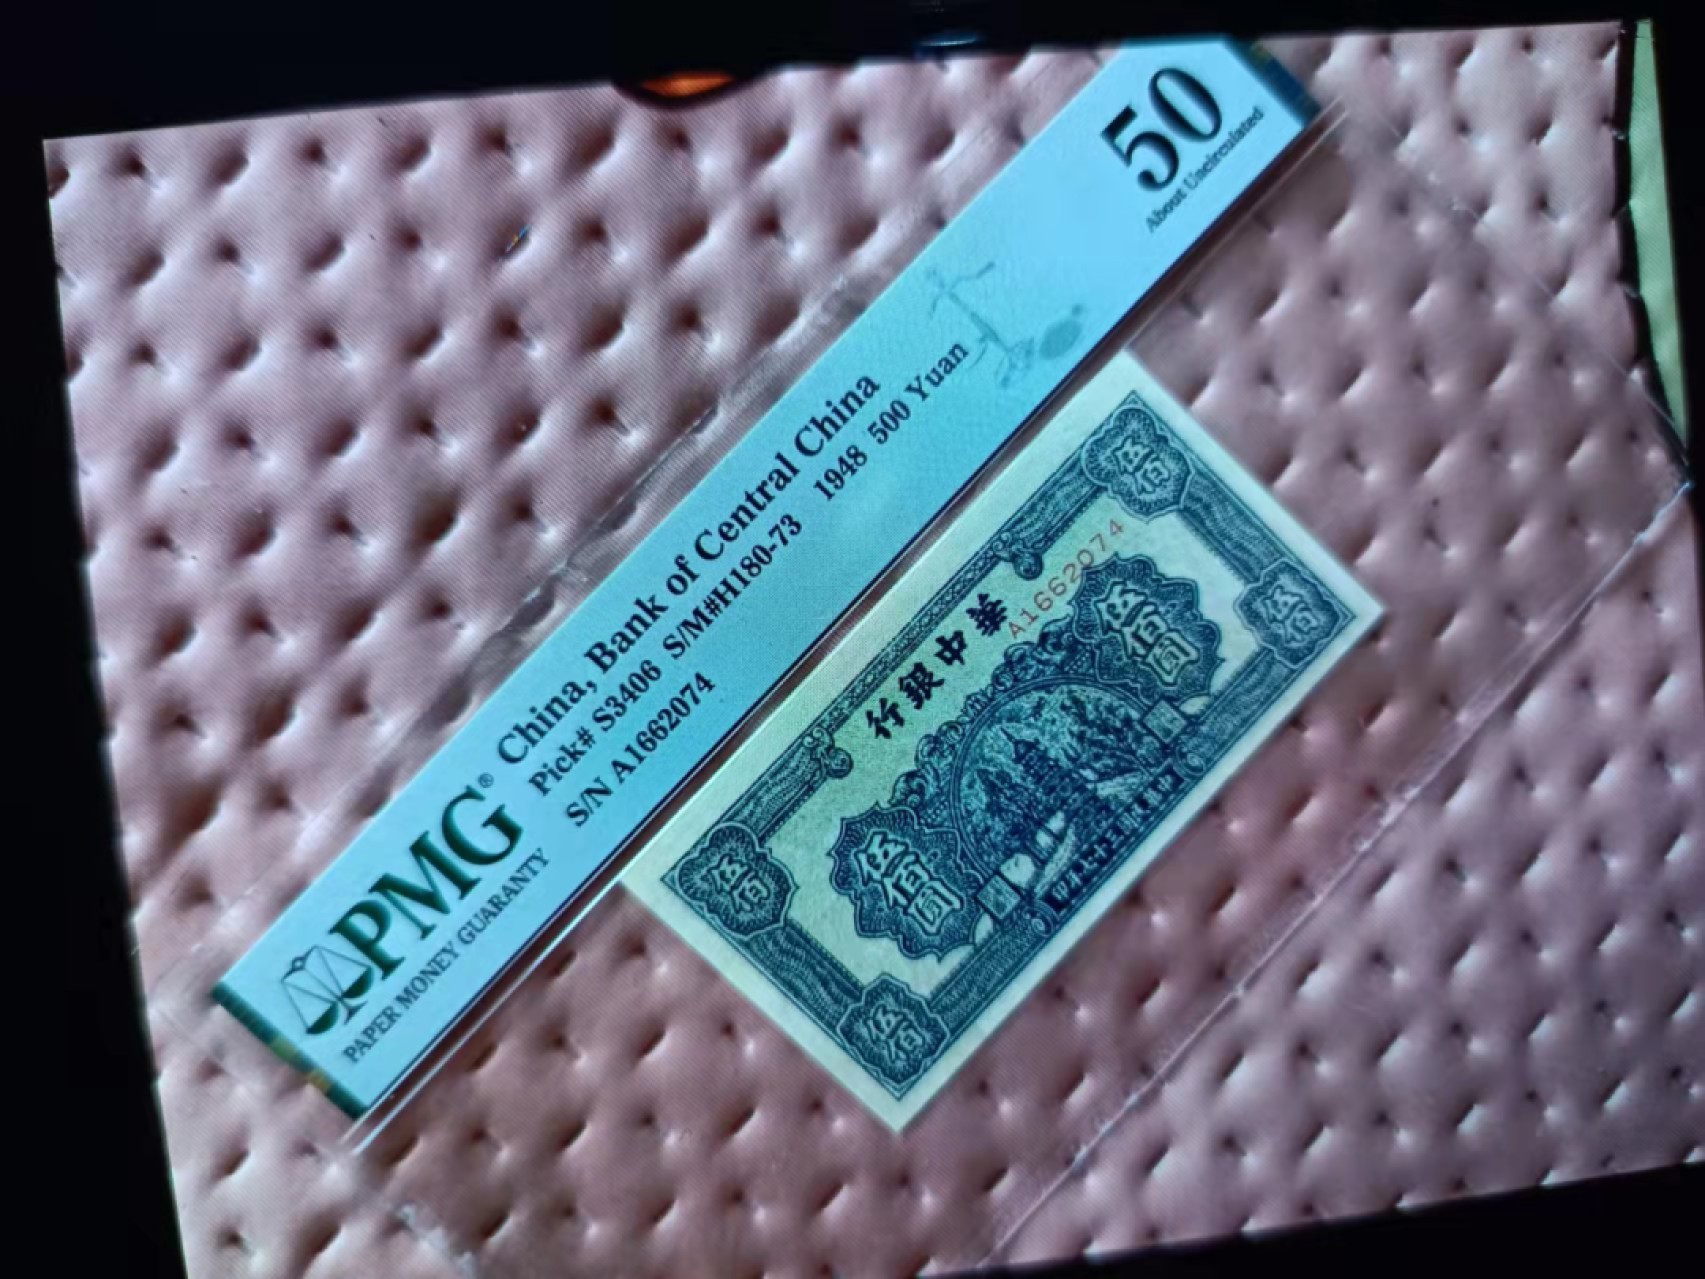 PMG®
PAPER MONEY GUARANTY
China, Bank of Central China
Pick# S3406 S/M#H180-73 1948 500 Yuan
S/N A1662074
50
About Uncirculated
伍佰
伍佰
行銀中華
A1662074
伍佰圓
伍佰圓
伍佰
伍佰